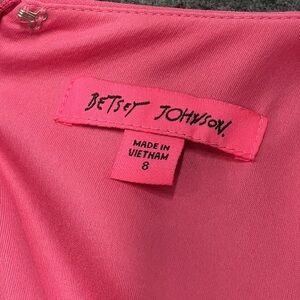 BETSEY JOHNSON.
MADE IN
VIETNAM
8